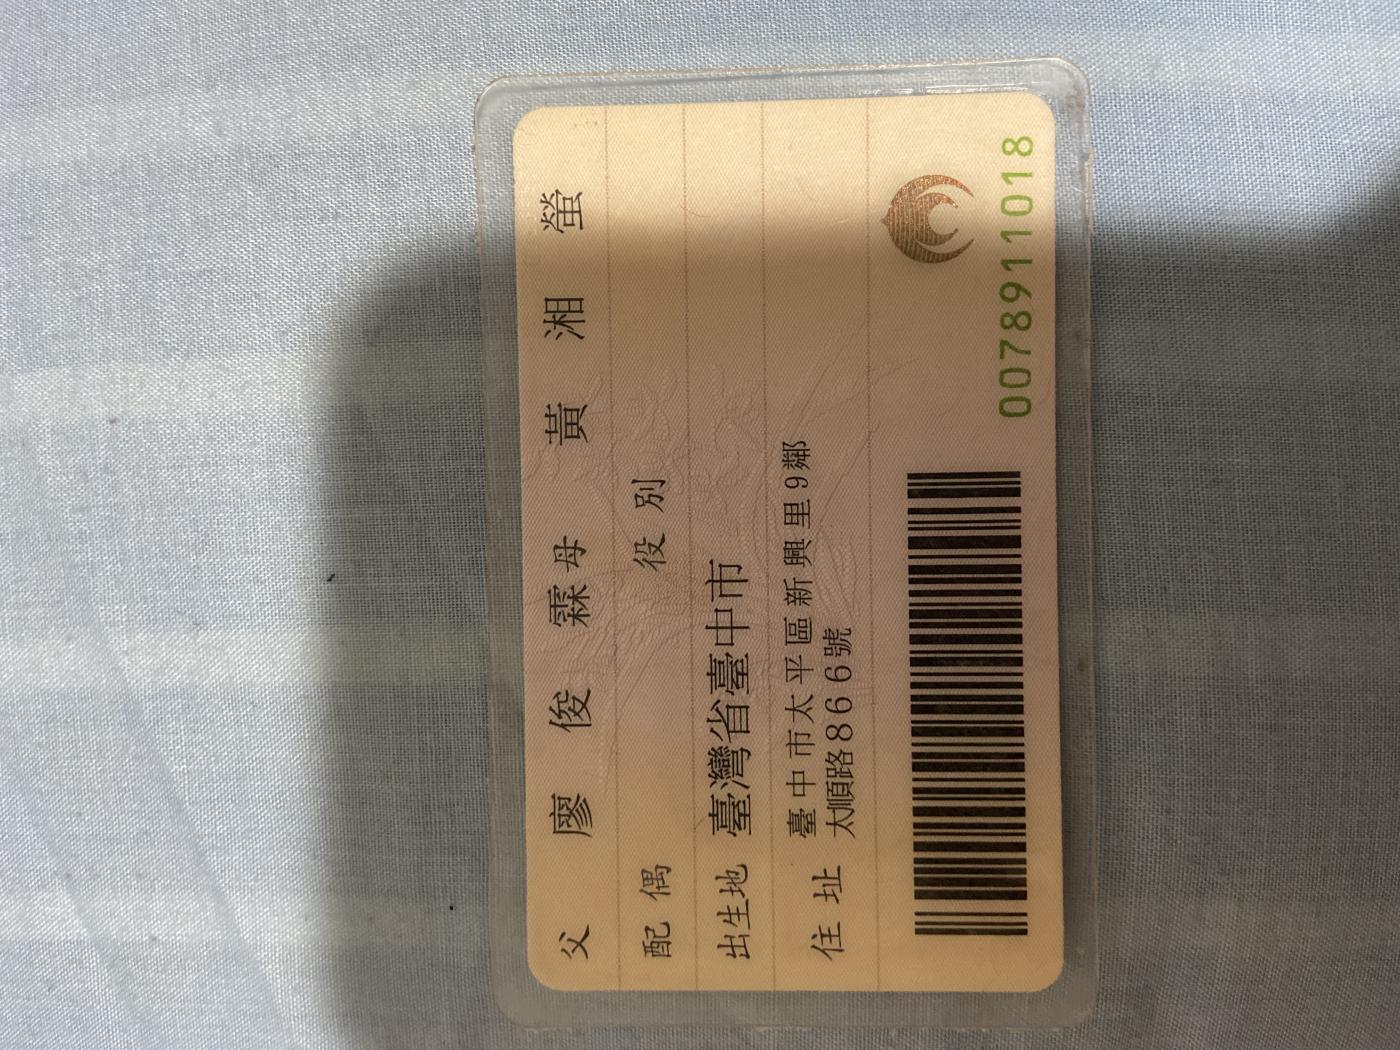 父 廖俊霖 母 黃湘螢
配偶 役別
出生地 臺灣省臺中市
住址 臺中市太平區新興里9鄰
太順路866號
0078911018